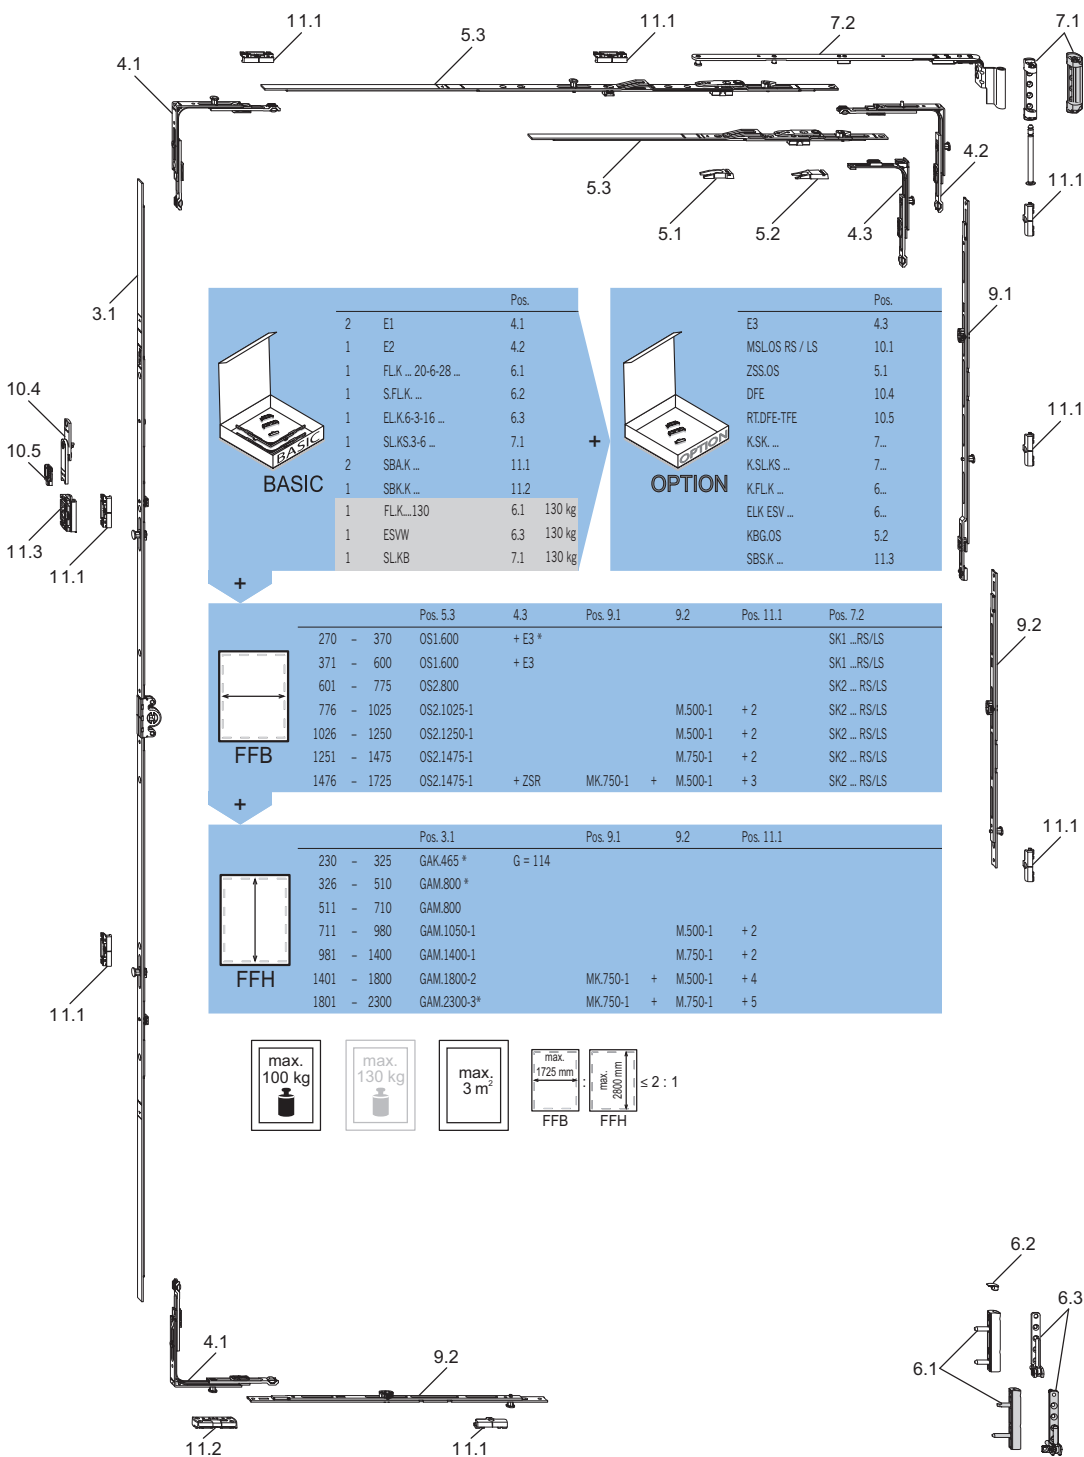 11.1
11.1
7.2
7.1
5.3
4.1
4.2
5.3
11.1
5.1
5.2
4.3
3.1
9.1
Pos.
2 E1 4.1
1 E2 4.2
1 FL.K ... 20-6-28 ... 6.1
1 S.FL.K. ... 6.2
1 EL.K.6-3-16 ... 6.3
1 SL.KS.3-6 ... 7.1
2 SBA.K ... 11.1
1 SBK.K ... 11.2
1 FL.K....130 6.1 130 kg
1 ESVW 6.3 130 kg
1 SL.KB 7.1 130 kg
BASIC
BASIC
+
Pos.
E3 4.3
MSL.OS RS / LS 10.1
ZSS.OS 5.1
DFE 10.4
RT.DFE-TFE 10.5
K.SK. ... 7...
K.SL.KS ... 7...
K.FL.K ... 6...
ELK ESV ... 6...
KBG.OS 5.2
SBS.K ... 11.3
OPTION
OPTION
10.4
10.5
11.3
11.1
11.1
+
Pos. 5.3 4.3 Pos. 9.1 9.2 Pos. 11.1 Pos. 7.2
270 – 370 OS1.600 + E3 * SK1 ...RS/LS
371 – 600 OS1.600 + E3 SK1 ...RS/LS
601 – 775 OS2.800 SK2 ... RS/LS
776 – 1025 OS2.1025-1 M.500-1 + 2 SK2 ... RS/LS
1026 – 1250 OS2.1250-1 M.500-1 + 2 SK2 ... RS/LS
1251 – 1475 OS2.1475-1 M.750-1 + 2 SK2 ... RS/LS
1476 – 1725 OS2.1475-1 + ZSR MK.750-1 + M.500-1 + 3 SK2 ... RS/LS
FFB
9.2
+
Pos. 3.1 Pos. 9.1 9.2 Pos. 11.1
230 – 325 GAK.465 * G = 114
326 – 510 GAM.800 *
511 – 710 GAM.800
711 – 980 GAM.1050-1 M.500-1 + 2
981 – 1400 GAM.1400-1 M.750-1 + 2
1401 – 1800 GAM.1800-2 MK.750-1 + M.500-1 + 4
1801 – 2300 GAM.2300-3* MK.750-1 + M.750-1 + 5
FFH
11.1
11.1
max.
100 kg
max.
130 kg
max.
3 m²
max.
1725 mm
FFB
:
max.
2800 mm
FFH
≤ 2 : 1
6.2
6.3
6.1
4.1
9.2
11.2
11.1